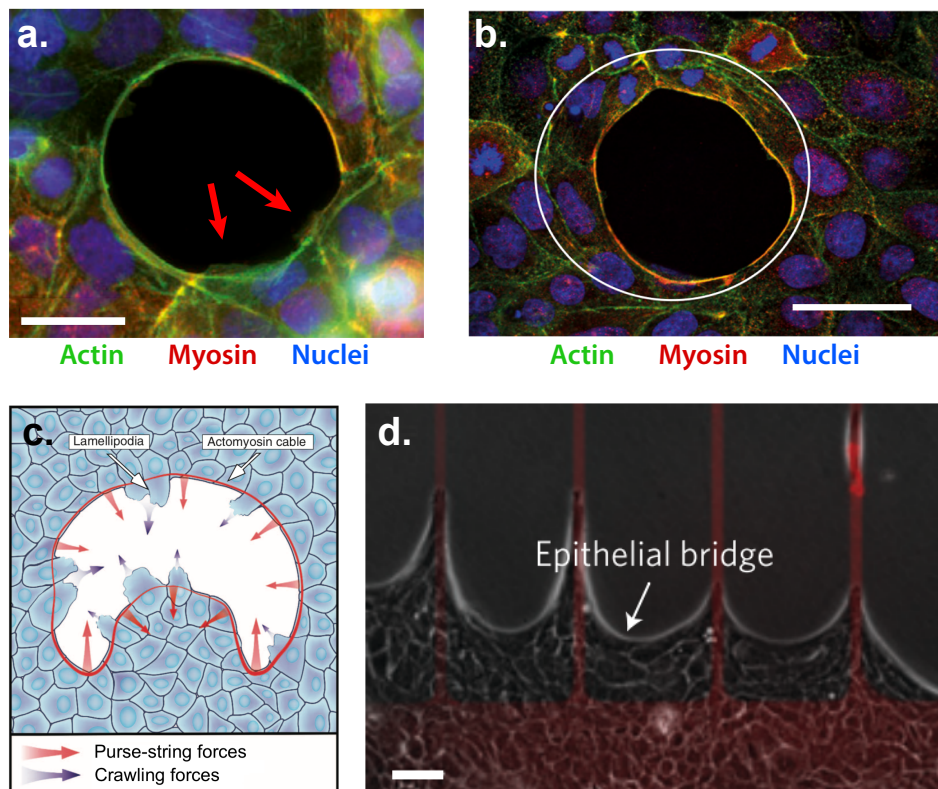 a.
b.
Actin Myosin Nuclei
Actin Myosin Nuclei
c.
Lamellipodia
Actomyosin cable
Purse-string forces
Crawling forces
d.
Epithelial bridge